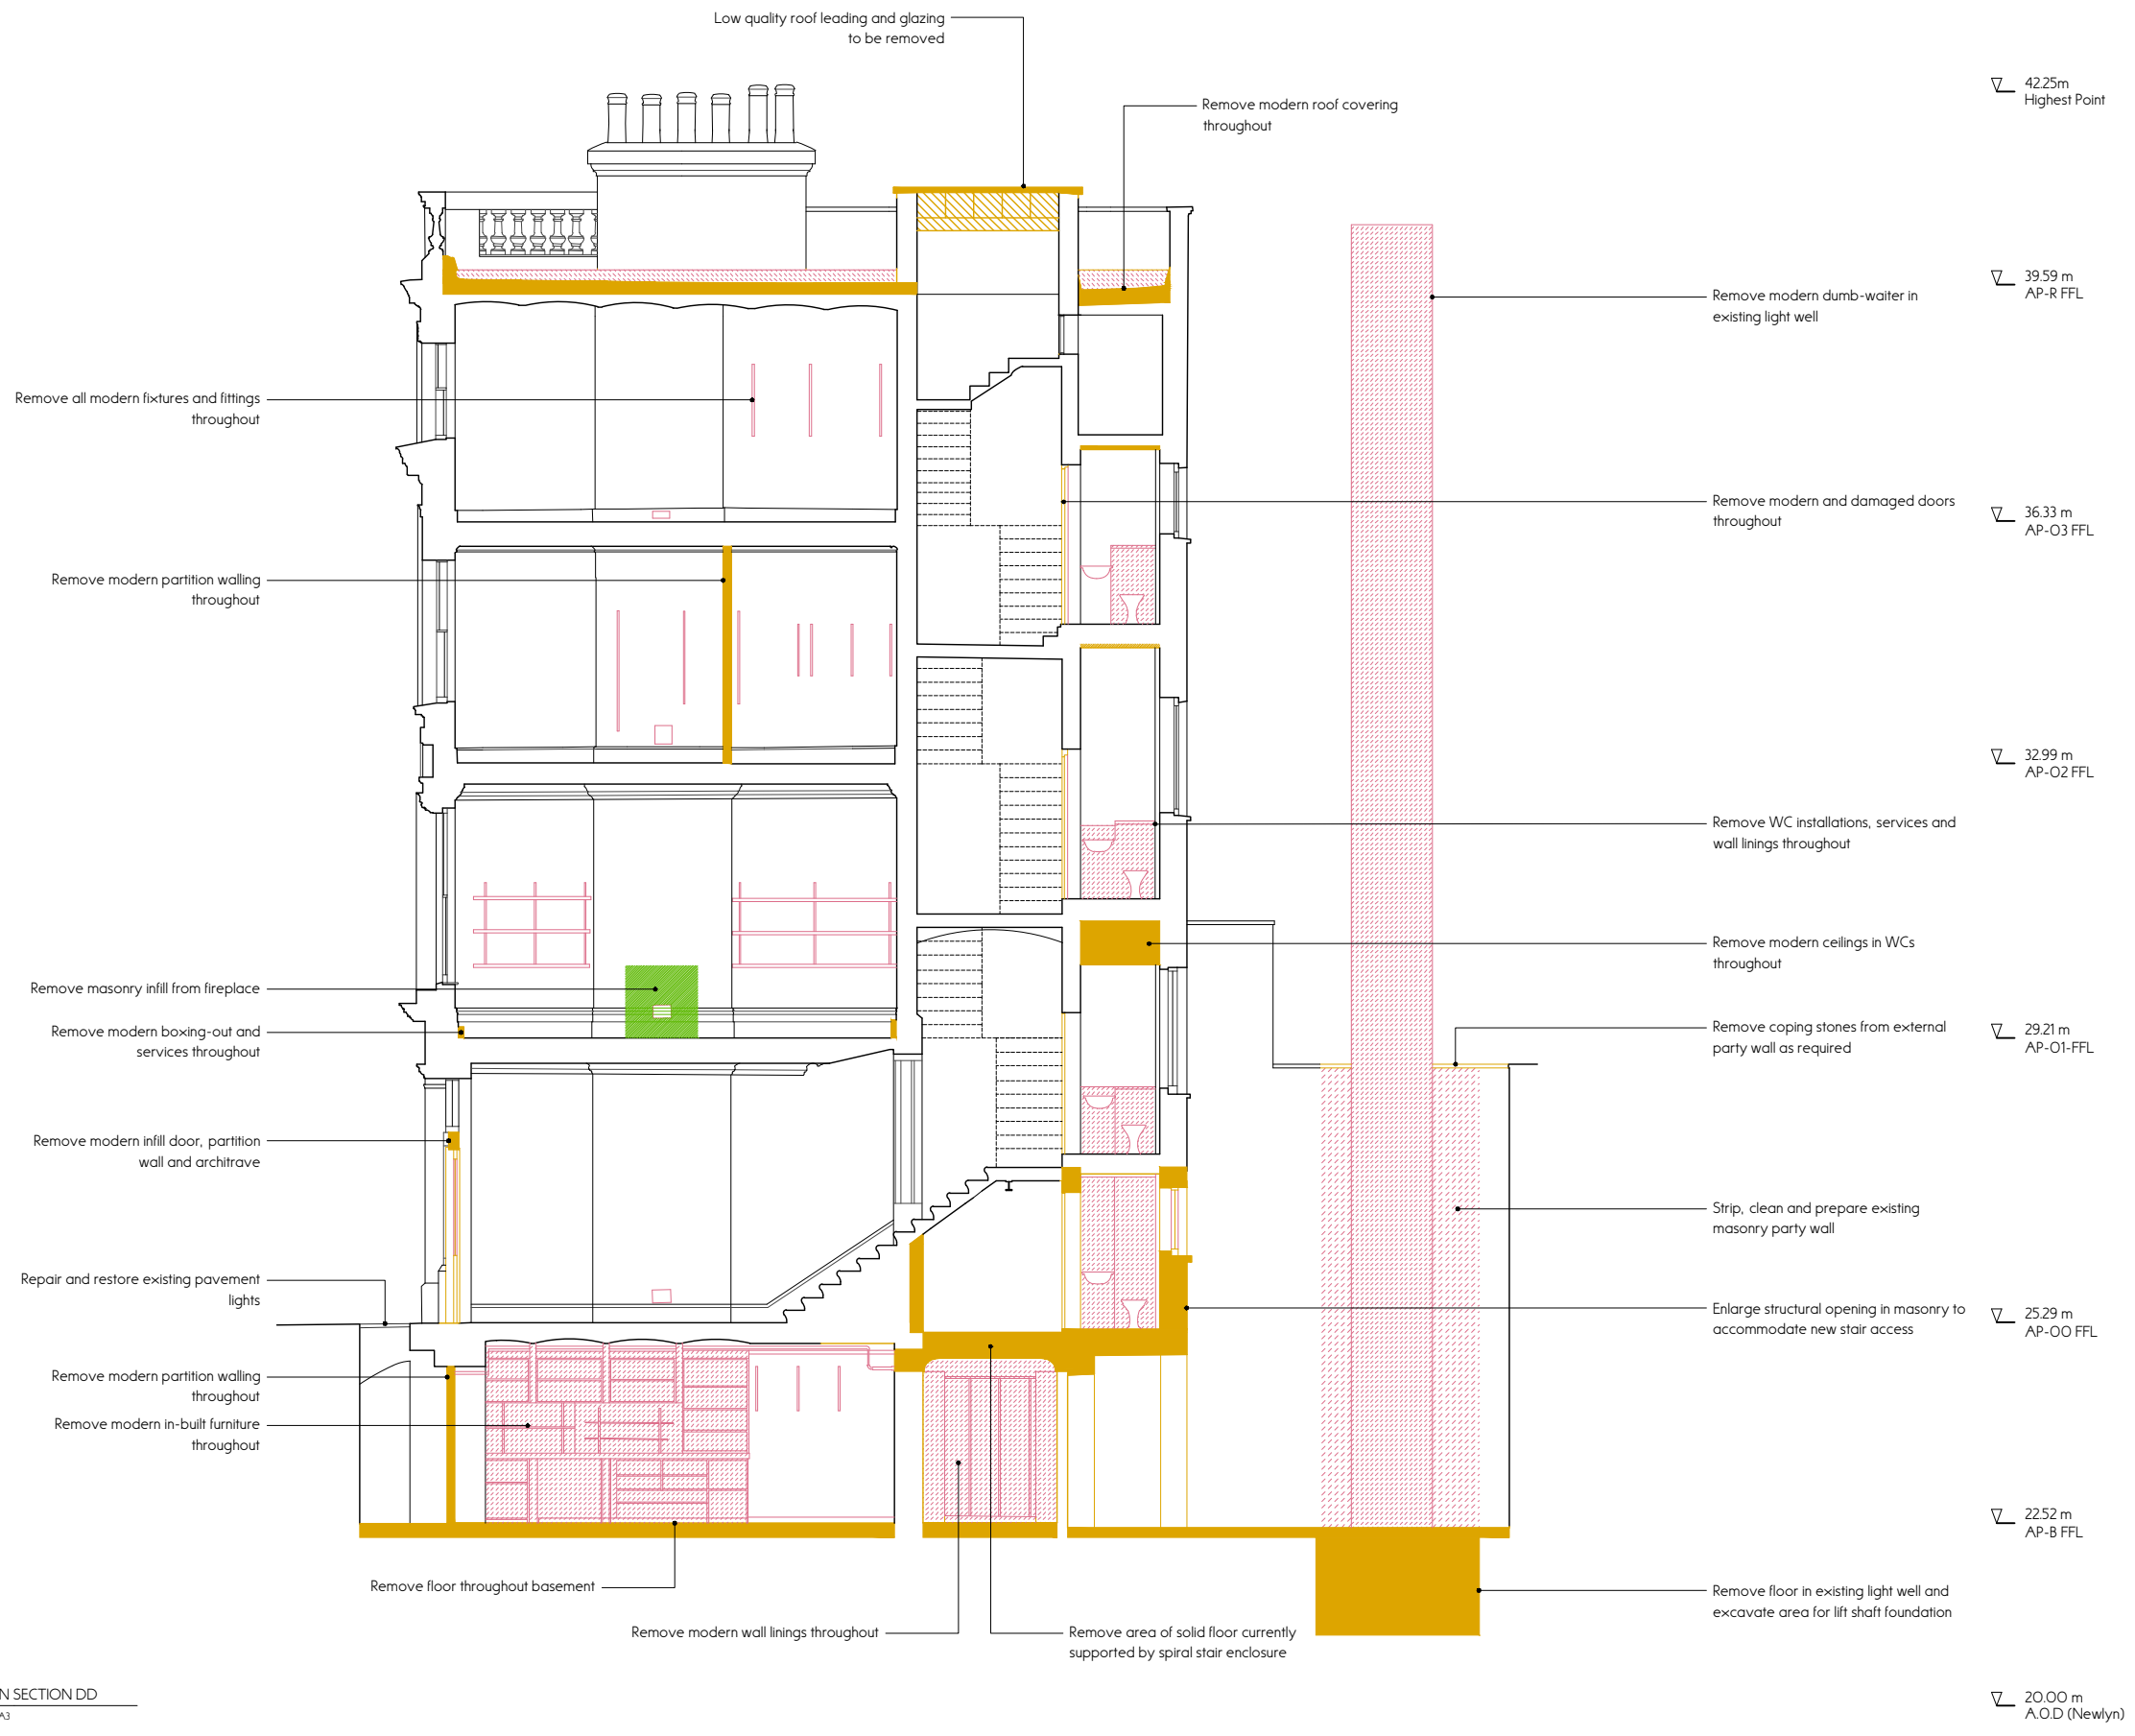 Low quality roof leading and glazing
to be removed
42.25m
Highest Point
Remove modern roof covering
throughout
39.59 m
AP-R FFL
Remove modern dumb-waiter in
existing light well
Remove all modern fixtures and fittings
throughout
Remove modern and damaged doors
throughout
36.33 m
AP-03 FFL
Remove modern partition walling
throughout
32.99 m
AP-02 FFL
Remove WC installations, services and
wall linings throughout
Remove modern ceilings in WCs
throughout
Remove masonry infill from fireplace
Remove modern boxing-out and
services throughout
Remove coping stones from external
party wall as required
29.21 m
AP-01-FFL
Remove modern infill door, partition
wall and architrave
Strip, clean and prepare existing
masonry party wall
Repair and restore existing pavement
lights
Enlarge structural opening in masonry to
accommodate new stair access
25.29 m
AP-00 FFL
Remove modern partition walling
throughout
Remove modern in-built furniture
throughout
22.52 m
AP-B FFL
Remove floor throughout basement
Remove floor in existing light well and
excavate area for lift shaft foundation
Remove modern wall linings throughout
Remove area of solid floor currently
supported by spiral stair enclosure
N SECTION DD
A3
20.00 m
A.O.D (Newlyn)